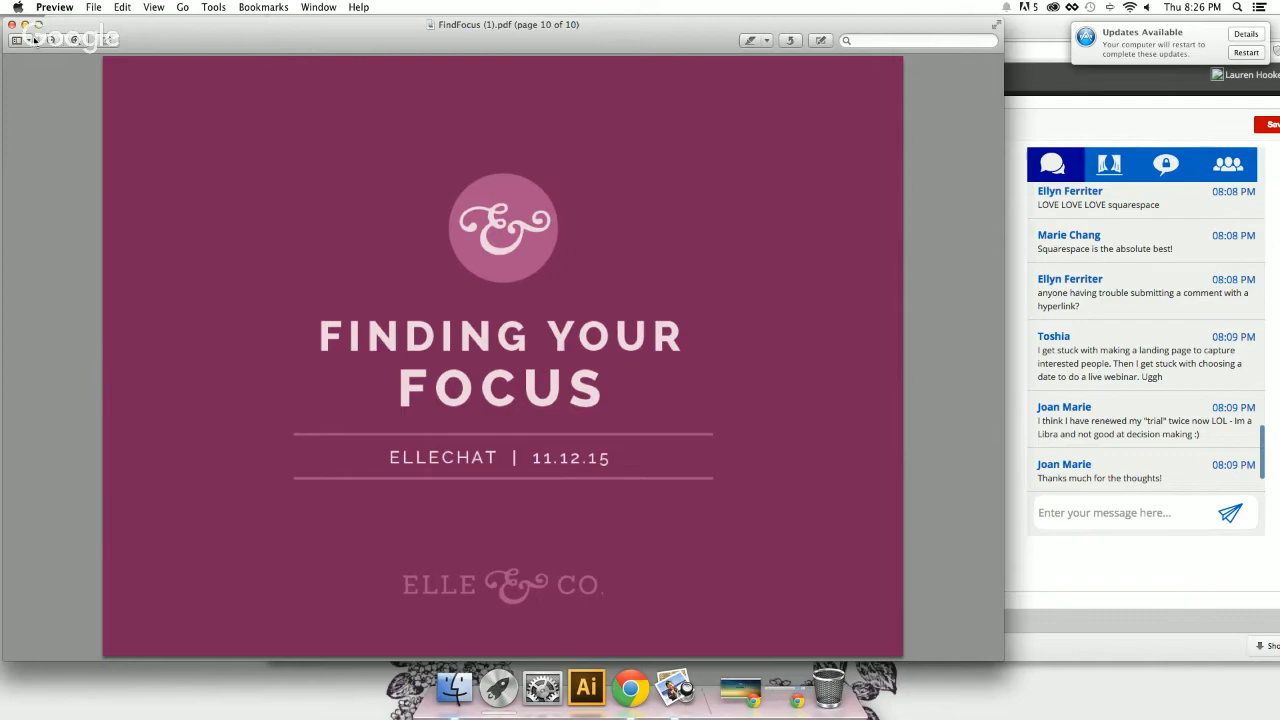 Preview File Edit View Go Tools Bookmarks Window Help
5 Thu 8:26 PM
FindFocus (1).pdf (page 10 of 10)
Google
Updates Available
Your computer will restart to
complete these updates.
Details
Restart
Lauren Hooke
&
FINDING YOUR
FOCUS
ELLECHAT | 11.12.15
ELLE & CO.
Ellyn Ferriter 08:08 PM
LOVE LOVE LOVE squarespace
Marie Chang 08:08 PM
Squarespace is the absolute best!
Ellyn Ferriter 08:08 PM
anyone having trouble submitting a comment with a
hyperlink?
Toshia 08:09 PM
I get stuck with making a landing page to capture
interested people. Then I get stuck with choosing a
date to do a live webinar. Uggh
Joan Marie 08:09 PM
I think I have renewed my "trial" twice now LOL - Im a
Libra and not good at decision making :)
Joan Marie 08:09 PM
Thanks much for the thoughts!
Enter your message here...
Ai